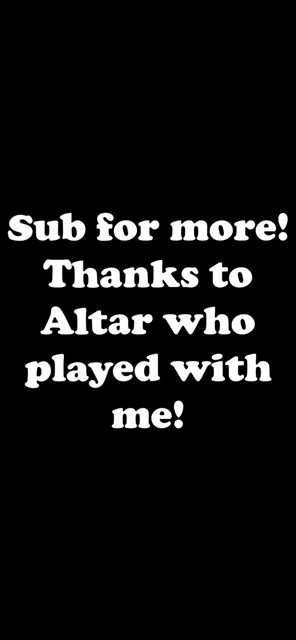 Sub for more!
Thanks to
Altar who
played with
me!